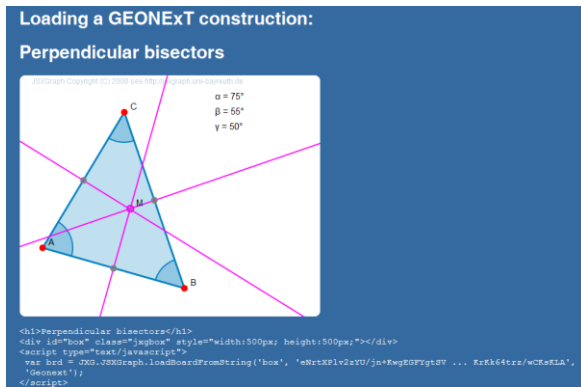 Loading a GEONExT construction:
Perpendicular bisectors
JSXGraph Copyright (C) 2008 see http://jsxgraph.uni-bayreuth.de
α = 75°
β = 55°
γ = 50°
C
M
A
B
<h1>Perpendicular bisectors</h1>
<div id="box" class="jxgbox" style="width:500px; height:500px;"></div>
<script type="text/javascript">
var brd = JXG.JSXGraph.loadBoardFromString('box', 'eNrtXPlv2zYU/jn+KwgEGFYgtSV ... KrKk64trz/wCKsKLA',
'Geonext');
</script>